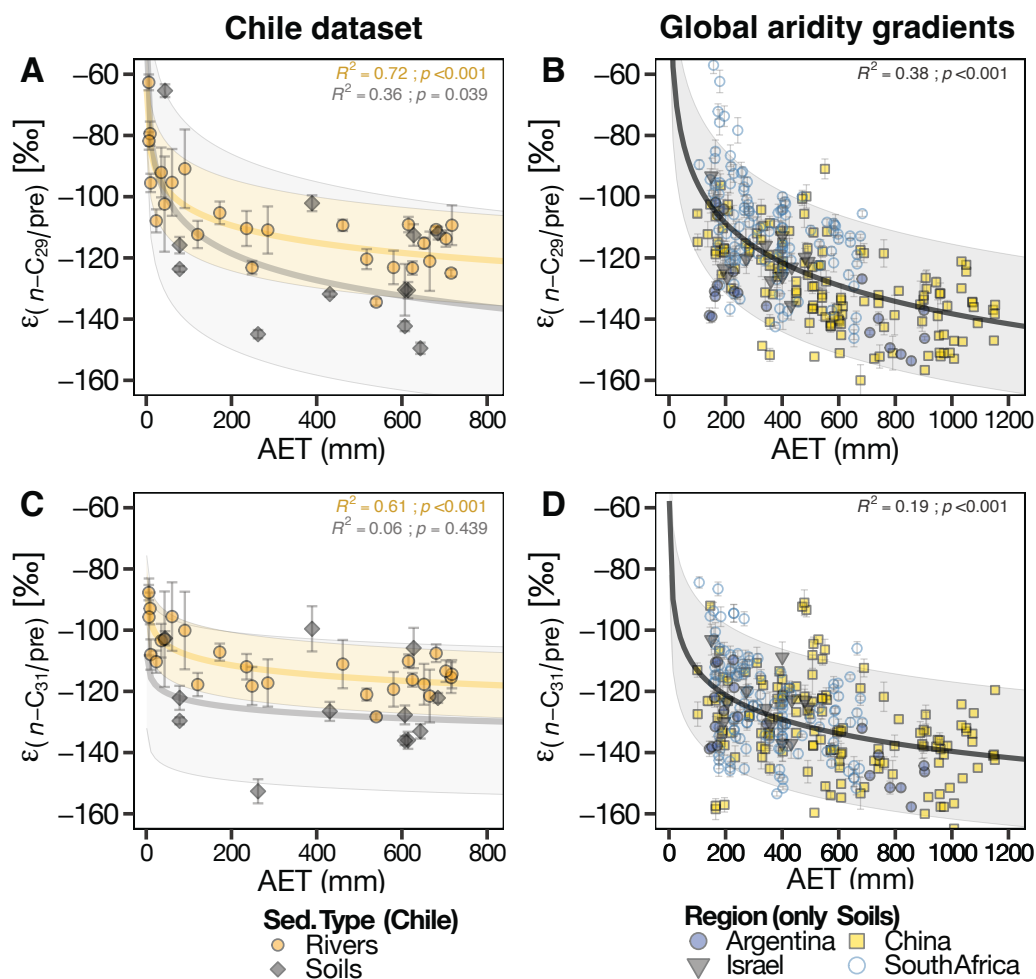 Chile dataset
Global aridity gradients
A
R² = 0.72 ; p <0.001
R² = 0.36 ; p = 0.039
−60
−80
−100
−120
−140
−160
ε(n−C₂₉/pre) [‰]
0 200 400 600 800
AET (mm)
B
R² = 0.38 ; p <0.001
−60
−80
−100
−120
−140
−160
ε(n−C₂₉/pre) [‰]
0 200 400 600 800 1000 1200
AET (mm)
C
R² = 0.61 ; p <0.001
R² = 0.06 ; p = 0.439
−60
−80
−100
−120
−140
−160
ε(n−C₃₁/pre) [‰]
0 200 400 600 800
AET (mm)
D
R² = 0.19 ; p <0.001
−60
−80
−100
−120
−140
−160
ε(n−C₃₁/pre) [‰]
0 200 400 600 800 1000 1200
AET (mm)
Sed. Type (Chile)
Rivers
Soils
Region (only Soils)
Argentina China
Israel SouthAfrica